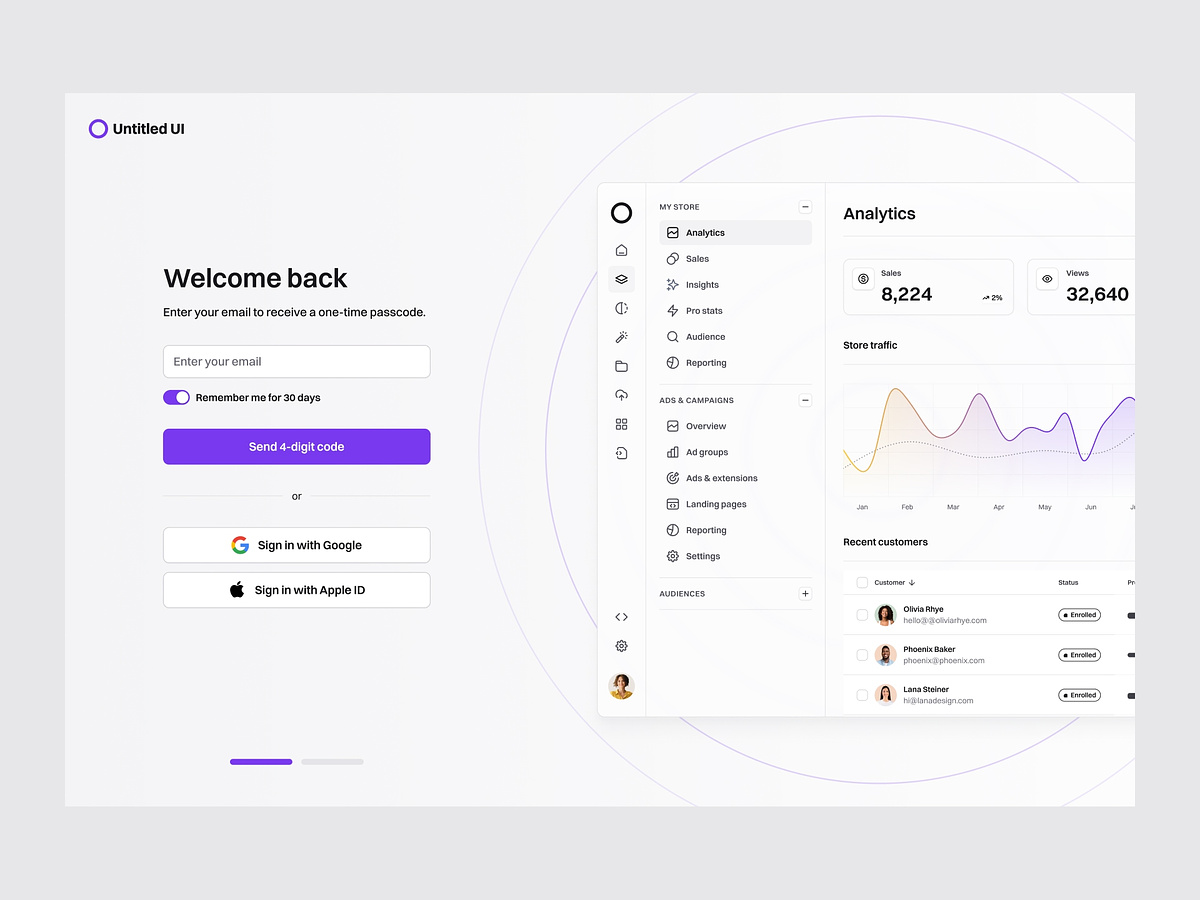 Untitled UI
Welcome back
Enter your email to receive a one-time passcode.
Enter your email
Remember me for 30 days
Send 4-digit code
or
Sign in with Google
Sign in with Apple ID
MY STORE
Analytics
Sales
Insights
Pro stats
Audience
Reporting
ADS & CAMPAIGNS
Overview
Ad groups
Ads & extensions
Landing pages
Reporting
Settings
AUDIENCES
Analytics
Sales
8,224
2%
Views
32,640
Store traffic
Jan Feb Mar Apr May Jun
Recent customers
Customer Status
Olivia Rhye
hello@@oliviarhye.com
Enrolled
Phoenix Baker
phoenix@phoenix.com
Enrolled
Lana Steiner
hi@lanadesign.com
Enrolled